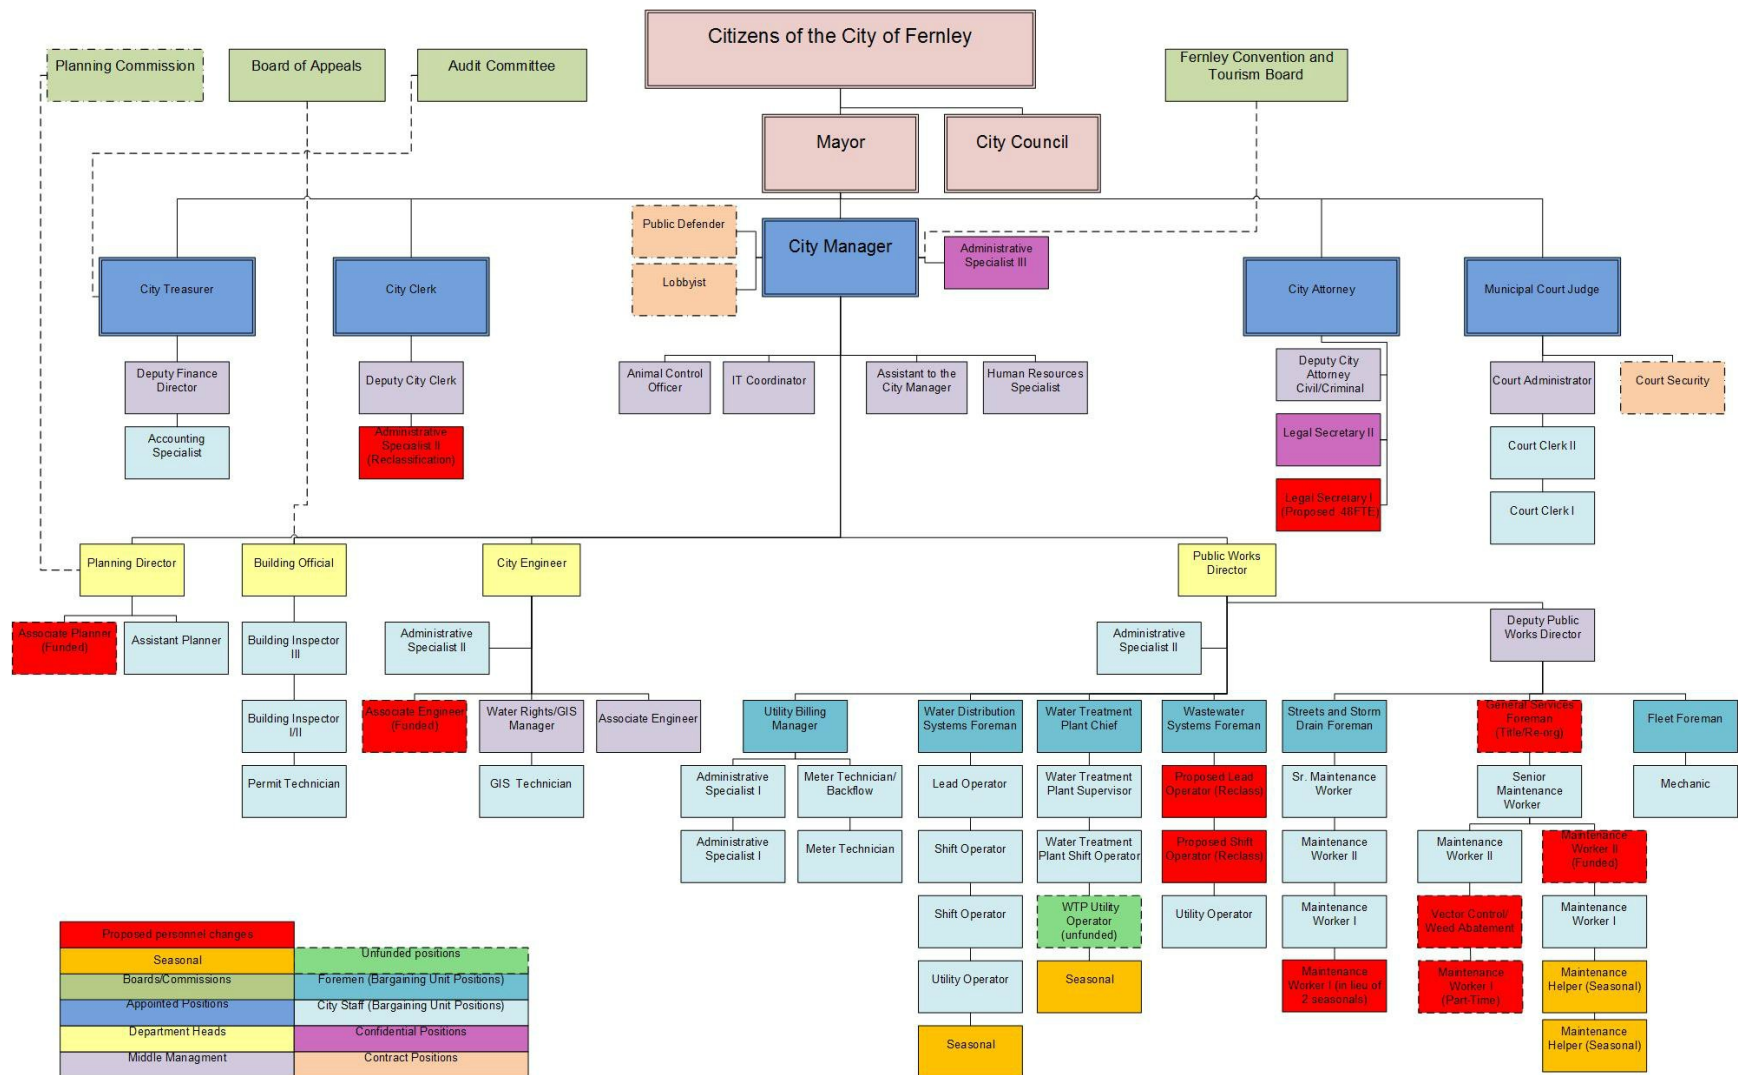 Citizens of the City of Fernley
Planning Commission
Board of Appeals
Audit Committee
Fernley Convention and
Tourism Board
Mayor
City Council
Public Defender
Lobbyist
City Manager
Administrative
Specialist III
City Treasurer
City Clerk
City Attorney
Municipal Court Judge
Deputy Finance
Director
Deputy City Clerk
Animal Control
Officer
IT Coordinator
Assistant to the
City Manager
Human Resources
Specialist
Deputy City
Attorney
Civil/Criminal
Court Administrator
Court Security
Accounting
Specialist
Administrative
Specialist II
(Reclassification)
Legal Secretary II
Court Clerk II
Legal Secretary I
(Proposed .48FTE)
Court Clerk I
Planning Director
Building Official
City Engineer
Public Works
Director
Associate Planner
(Funded)
Assistant Planner
Building Inspector
III
Administrative
Specialist II
Administrative
Specialist II
Deputy Public
Works Director
Building Inspector
I/II
Associate Engineer
(Funded)
Water Rights/GIS
Manager
Associate Engineer
Utility Billing
Manager
Water Distribution
Systems Foreman
Water Treatment
Plant Chief
Wastewater
Systems Foreman
Streets and Storm
Drain Foreman
General Services
Foreman
(Title/Re-org)
Fleet Foreman
Permit Technician
GIS Technician
Administrative
Specialist I
Meter Technician/
Backflow
Lead Operator
Water Treatment
Plant Supervisor
Proposed Lead
Operator (Reclass)
Sr. Maintenance
Worker
Senior
Maintenance
Worker
Mechanic
Administrative
Specialist I
Meter Technician
Shift Operator
Water Treatment
Plant Shift Operator
Proposed Shift
Operator (Reclass)
Maintenance
Worker II
Maintenance
Worker II
Maintenance
Worker II
(Funded)
Shift Operator
WTP Utility
Operator
(unfunded)
Utility Operator
Maintenance
Worker I
Vector Control/
Weed Abatement
Maintenance
Worker I
Utility Operator
Seasonal
Maintenance
Worker I (in lieu of
2 seasonals)
Maintenance
Worker I
(Part-Time)
Maintenance
Helper (Seasonal)
Seasonal
Maintenance
Helper (Seasonal)
Proposed personnel changes
Seasonal
Unfunded positions
Boards/Commissions
Foremen (Bargaining Unit Positions)
Appointed Positions
City Staff (Bargaining Unit Positions)
Department Heads
Confidential Positions
Middle Managment
Contract Positions